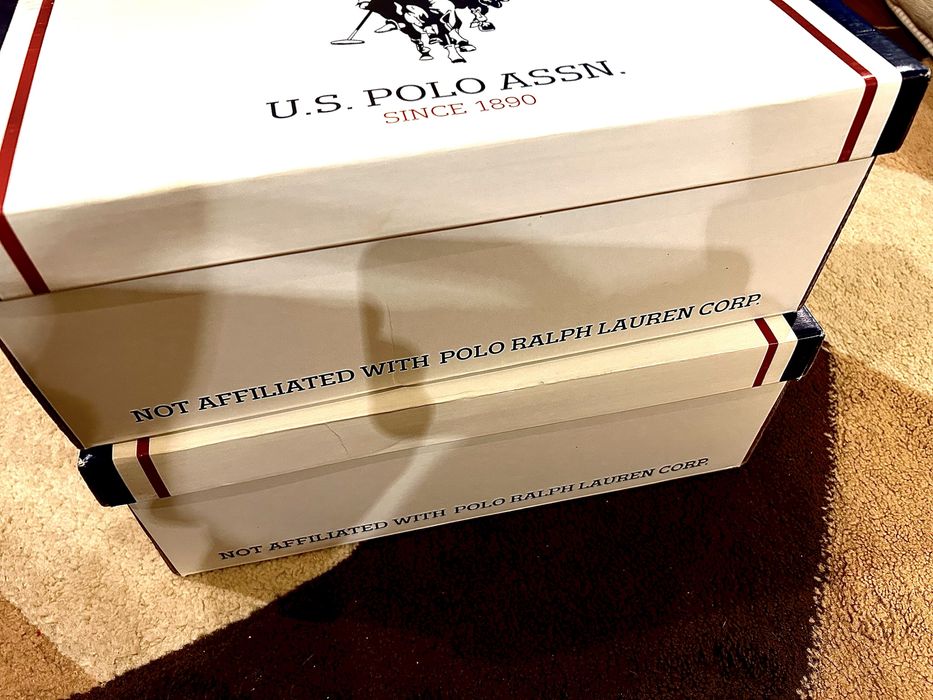 U.S. POLO ASSN.
SINCE 1890
NOT AFFILIATED WITH POLO RALPH LAUREN CORP.
NOT AFFILIATED WITH POLO RALPH LAUREN CORP.